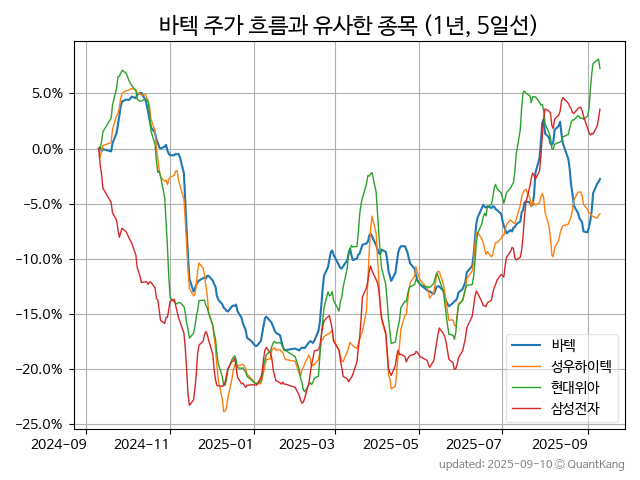 바텍 주가 흐름과 유사한 종목 (1년, 5일선)
5.0%
0.0%
−5.0%
−10.0%
−15.0%
−20.0%
−25.0%
2024-09
2024-11
2025-01
2025-03
2025-05
2025-07
2025-09
바텍
성우하이텍
현대위아
삼성전자
updated: 2025-09-10 © QuantKang